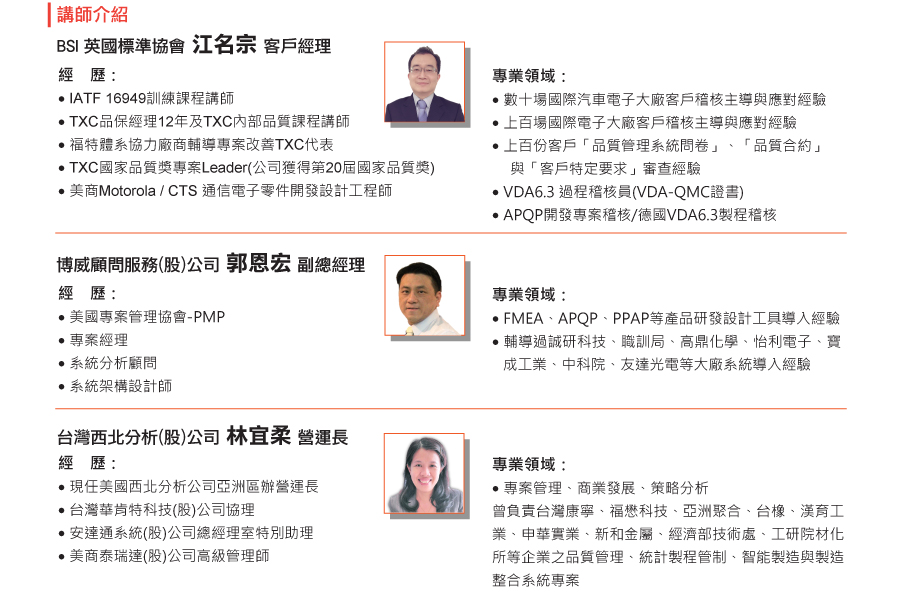 講師介紹
BSI 英國標準協會 江名宗 客戶經理
經　歷：
● IATF 16949訓練課程講師
● TXC品保經理12年及TXC內部品質課程講師
● 福特體系協力廠商輔導專案改善TXC代表
● TXC國家品質獎專案Leader(公司獲得第20屆國家品質獎)
● 美商Motorola / CTS 通信電子零件開發設計工程師
專業領域：
● 數十場國際汽車電子大廠客戶稽核主導與應對經驗
● 上百場國際電子大廠客戶稽核主導與應對經驗
● 上百份客戶「品質管理系統問卷」、「品質合約」
與「客戶特定要求」審查經驗
● VDA6.3 過程稽核員(VDA-QMC證書)
● APQP開發專案稽核/德國VDA6.3製程稽核
博威顧問服務(股)公司 郭恩宏 副總經理
經　歷：
● 美國專案管理協會-PMP
● 專案經理
● 系統分析顧問
● 系統架構設計師
專業領域：
● FMEA、APQP、PPAP等產品研發設計工具導入經驗
● 輔導過誠研科技、職訓局、高鼎化學、怡利電子、寶
成工業、中科院、友達光電等大廠系統導入經驗
台灣西北分析(股)公司 林宜柔 營運長
經　歷：
● 現任美國西北分析公司亞洲區辦營運長
● 台灣華肯特科技(股)公司協理
● 安達通系統(股)公司總經理室特別助理
● 美商泰瑞達(股)公司高級管理師
專業領域：
● 專案管理、商業發展、策略分析
曾負責台灣康寧、福懋科技、亞洲聚合、台橡、漢育工
業、申華實業、新和金屬、經濟部技術處、工研院材化
所等企業之品質管理、統計製程管制、智能製造與製造
整合系統專案